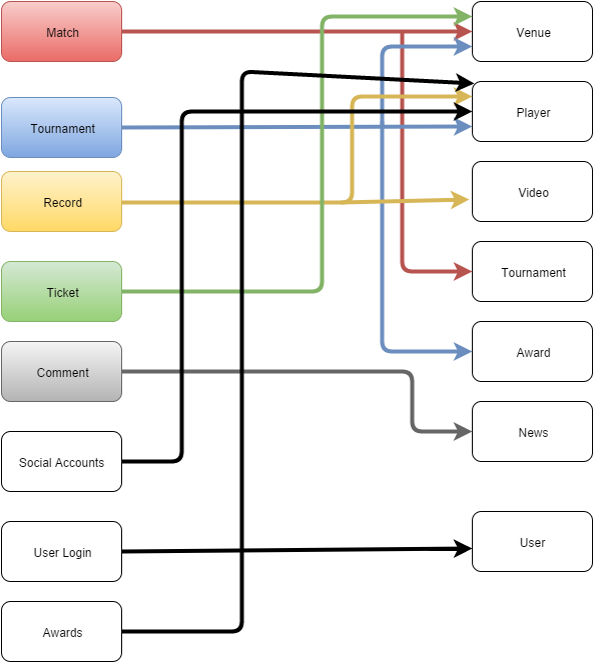 Match
Venue
Player
Tournament
Video
Record
Tournament
Ticket
Award
Comment
News
Social Accounts
User
User Login
Awards